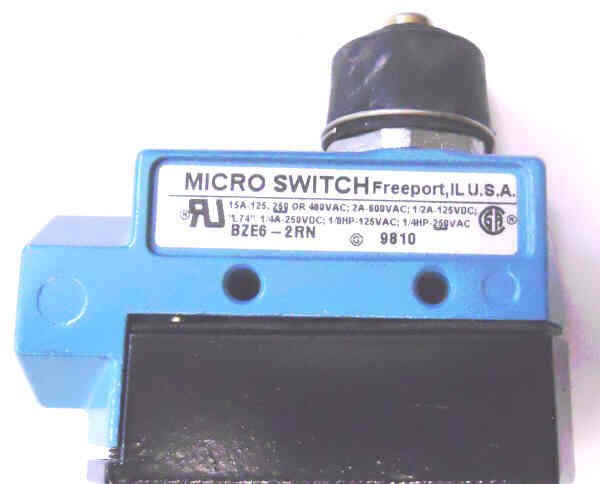 MICRO SWITCH Freeport, IL U.S.A.
15A-125, 250 OR 480VAC; 2A-600VAC; 1/2A-125VDC;
"L74" 1/4A-250VDC; 1/8HP-125VAC; 1/4HP-250VAC
BZE6-2RN G 9810